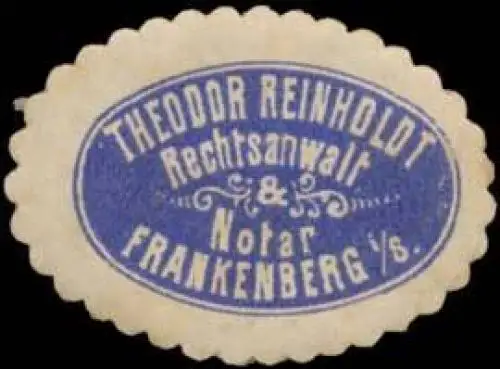 THEODOR REINHOLDT
Rechtsanwalt
&
Notar
FRANKENBERG i/S.